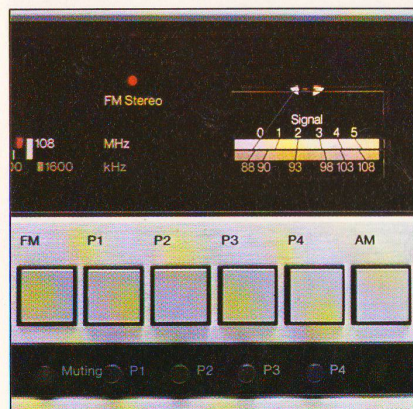 FM Stereo
Signal
0 1 2 3 4 5
108 MHz
88 90 93 98 103 108
00 1600 kHz
FM P1 P2 P3 P4 AM
Muting P1 P2 P3 P4